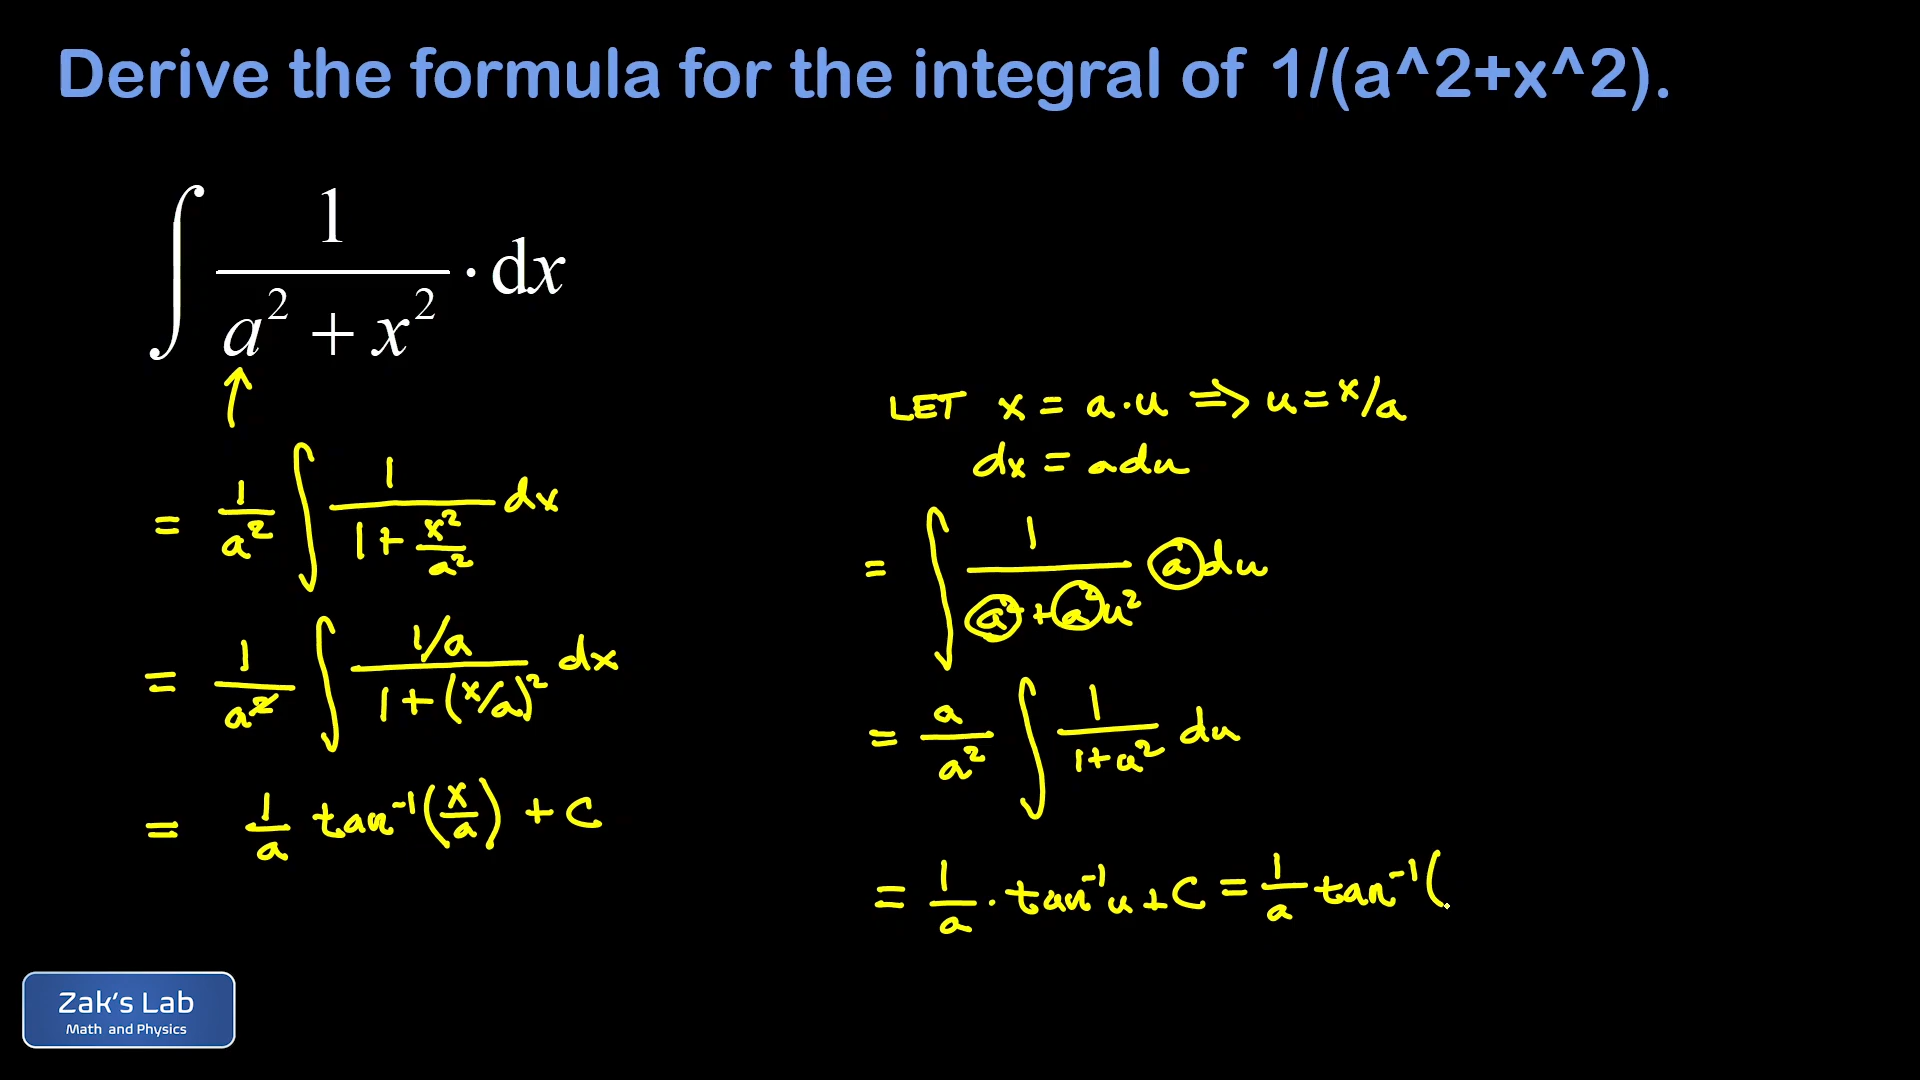 Derive the formula for the integral of 1/(a^2+x^2).
∫ 1/(a² + x²) · dx
↑
= 1/a² ∫ 1/(1 + x²/a²) dx
= 1/a² ∫ (1/a)/(1 + (x/a)²) dx
= 1/a tan⁻¹(x/a) + C
LET x = a·u ⇒ u = x/a
dx = a du
= ∫ 1/(a² + a²u²) a du
= a/a² ∫ 1/(1+u²) du
= 1/a · tan⁻¹u + C = 1/a tan⁻¹(
Zak's Lab
Math and Physics